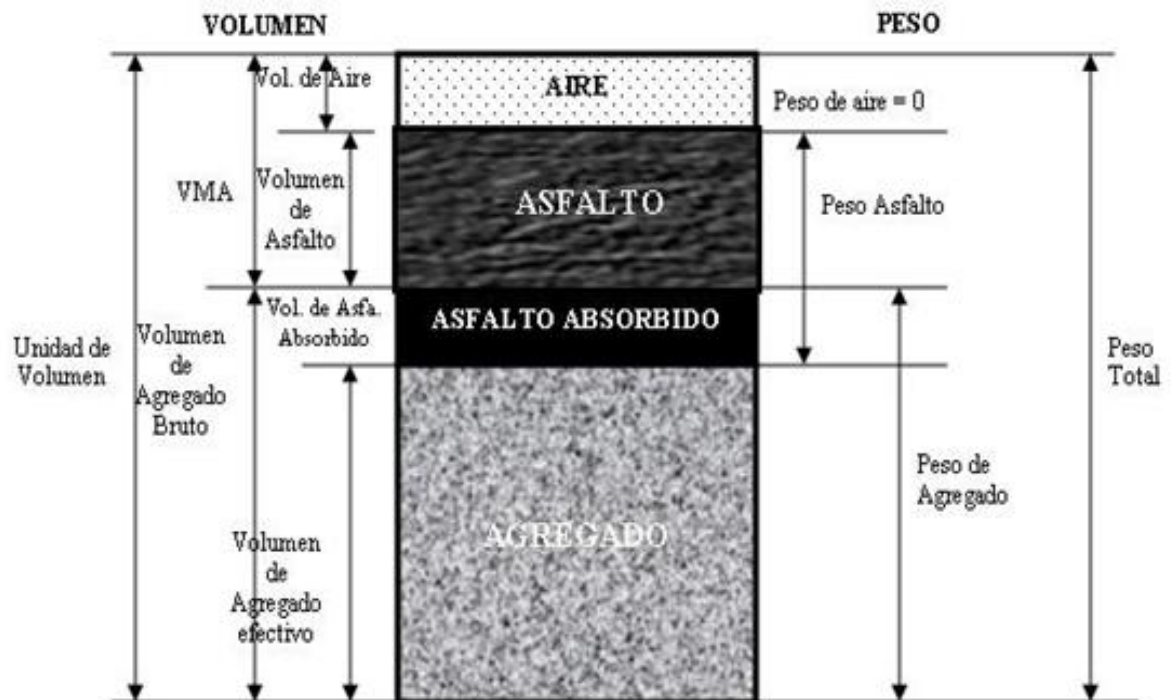 VOLUMEN
PESO
Vol. de Aire
AIRE
Peso de aire = 0
VMA
Volumen
de
Asfalto
ASFALTO
Peso Asfalto
Vol. de Asfa.
Absorbido
ASFALTO ABSORBIDO
Unidad de
Volumen
Volumen
de
Agregado
Bruto
Peso
Total
Peso de
Agregado
Volumen
de
Agregado
efectivo
AGREGADO